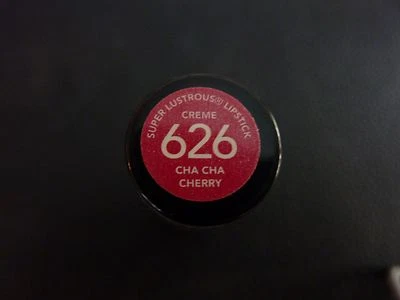 SUPER LUSTROUS® LIPSTICK
CREME
626
CHA CHA
CHERRY